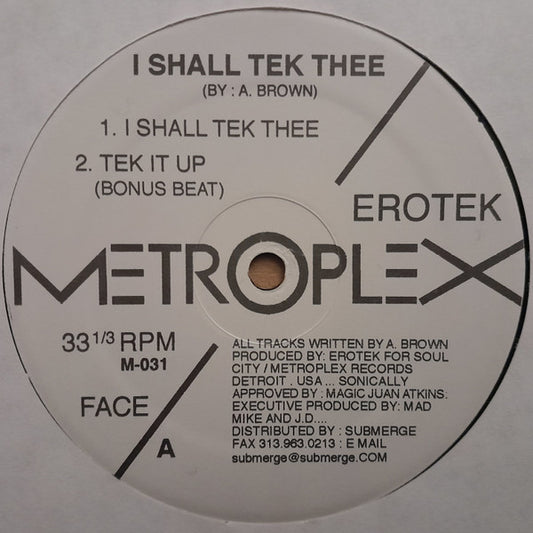 I SHALL TEK THEE
(BY : A. BROWN)
1. I SHALL TEK THEE
2. TEK IT UP
(BONUS BEAT)
EROTEK
METROPLEX
33 1/3 RPM
M-031
FACE
A
ALL TRACKS WRITTEN BY A. BROWN
PRODUCED BY: EROTEK FOR SOUL
CITY / METROPLEX RECORDS
DETROIT . USA ... SONICALLY
APPROVED BY : MAGIC JUAN ATKINS.
EXECUTIVE PRODUCED BY: MAD
MIKE AND J.D....
DISTRIBUTED BY : SUBMERGE
FAX 313.963.0213 : E MAIL
submerge@submerge.COM